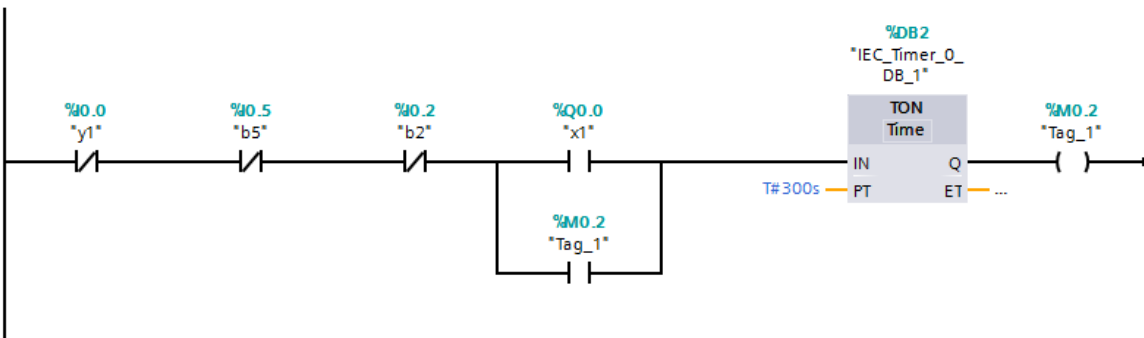 %DB2
"IEC_Timer_0_
DB_1"
%I0.0
"y1"
%I0.5
"b5"
%I0.2
"b2"
%Q0.0
"x1"
TON
Time
%M0.2
"Tag_1"
IN
Q
T#300s
PT
ET
...
%M0.2
"Tag_1"